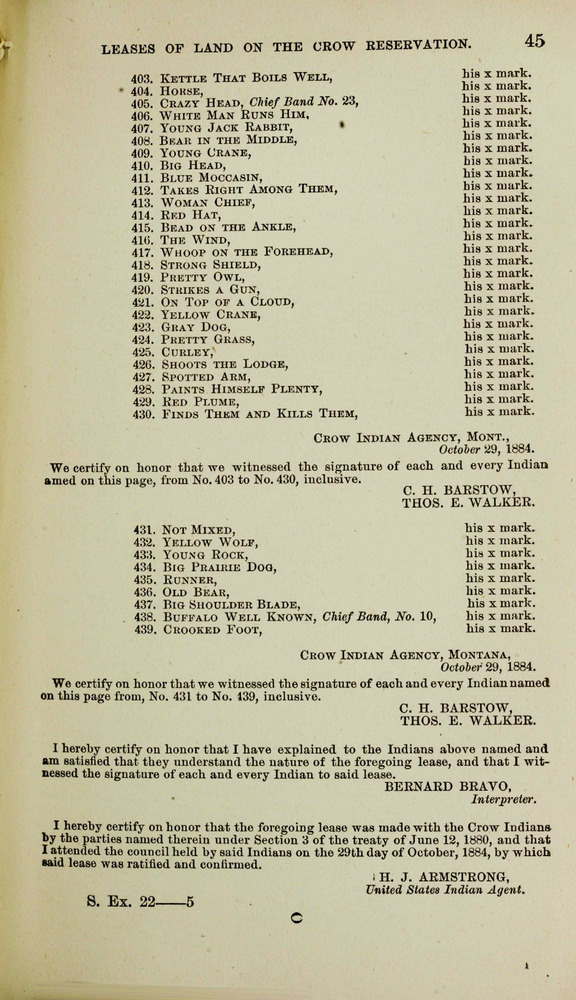 LEASES OF LAND ON THE CROW RESERVATION. 45
403. KETTLE THAT BOILS WELL, his x mark.
404. HORSE, his x mark.
405. CRAZY HEAD, Chief Band No. 23, his x mark.
406. WHITE MAN RUNS HIM, his x mark.
407. YOUNG JACK RABBIT, his x mark.
408. BEAR IN THE MIDDLE, his x mark.
409. YOUNG CRANE, his x mark.
410. BIG HEAD, his x mark.
411. BLUE MOCCASIN, his x mark.
412. TAKES RIGHT AMONG THEM, his x mark.
413. WOMAN CHIEF, his x mark.
414. RED HAT, his x mark.
415. BEAD ON THE ANKLE, his x mark.
416. THE WIND, his x mark.
417. WHOOP ON THE FOREHEAD, his x mark.
418. STRONG SHIELD, his x mark.
419. PRETTY OWL, his x mark.
420. STRIKES A GUN, his x mark.
421. ON TOP OF A CLOUD, his x mark.
422. YELLOW CRANE, his x mark.
423. GRAY DOG, his x mark.
424. PRETTY GRASS, his x mark.
425. CURLEY, his x mark.
426. SHOOTS THE LODGE, his x mark.
427. SPOTTED ARM, his x mark.
428. PAINTS HIMSELF PLENTY, his x mark.
429. RED PLUME, his x mark.
430. FINDS THEM AND KILLS THEM, his x mark.
CROW INDIAN AGENCY, MONT.,
October 29, 1884.
We certify on honor that we witnessed the signature of each and every Indian
amed on this page, from No. 403 to No. 430, inclusive.
C. H. BARSTOW,
THOS. E. WALKER.
431. NOT MIXED, his x mark.
432. YELLOW WOLF, his x mark.
433. YOUNG ROCK, his x mark.
434. BIG PRAIRIE DOG, his x mark.
435. RUNNER, his x mark.
436. OLD BEAR, his x mark.
437. BIG SHOULDER BLADE, his x mark.
438. BUFFALO WELL KNOWN, Chief Band, No. 10, his x mark.
439. CROOKED FOOT, his x mark.
CROW INDIAN AGENCY, MONTANA,
October 29, 1884.
We certify on honor that we witnessed the signature of each and every Indian named
on this page from, No. 431 to No. 439, inclusive.
C. H. BARSTOW,
THOS. E. WALKER.
I hereby certify on honor that I have explained to the Indians above named and
am satisfied that they understand the nature of the foregoing lease, and that I wit-
nessed the signature of each and every Indian to said lease.
BERNARD BRAVO,
Interpreter.
I hereby certify on honor that the foregoing lease was made with the Crow Indians
by the parties named therein under Section 3 of the treaty of June 12, 1880, and that
I attended the council held by said Indians on the 29th day of October, 1884, by which
said lease was ratified and confirmed.
H. J. ARMSTRONG,
United States Indian Agent.
S. Ex. 22——5